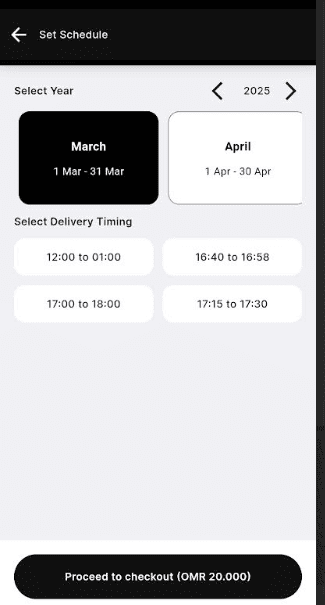 Set Schedule
Select Year
2025
March
1 Mar - 31 Mar
April
1 Apr - 30 Apr
Select Delivery Timing
12:00 to 01:00
16:40 to 16:58
17:00 to 18:00
17:15 to 17:30
Proceed to checkout (OMR 20.000)